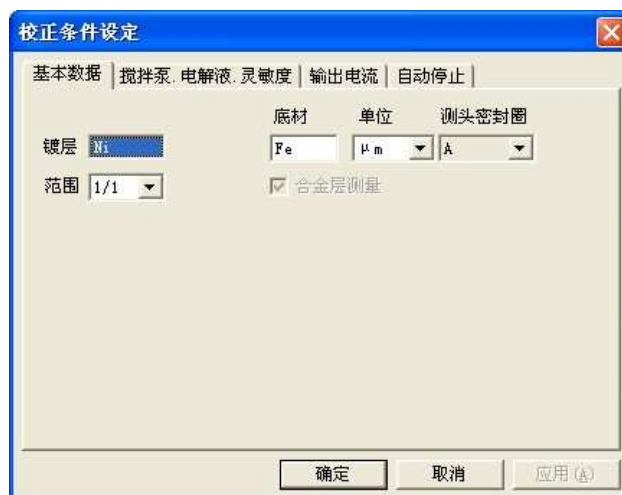 校正条件设定
基本数据 搅拌泵.电解液.灵敏度 输出电流 自动停止
底材 单位 测头密封圈
镀层 Ni Fe μm A
范围 1/1 合金层测量
确定 取消 应用(A)